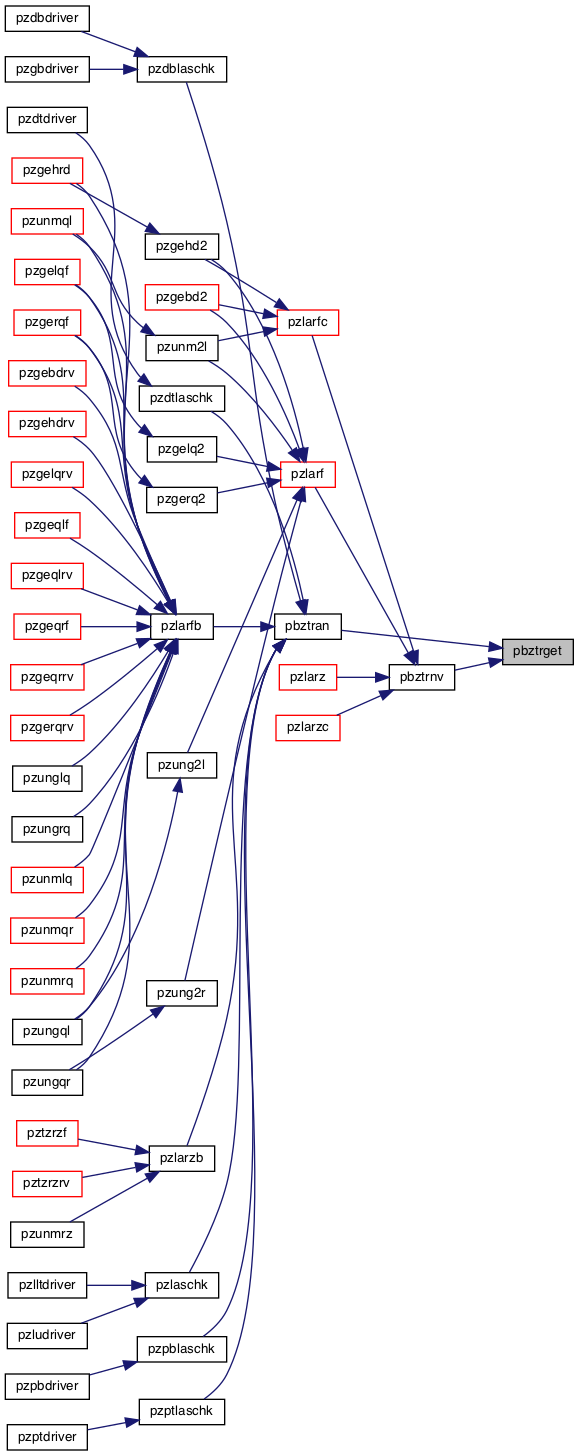 pzdbdriver
pzgbdriver
pzdblaschk
pzdtdriver
pzgehrd
pzunmql
pzgelqf
pzgerqf
pzgebdrv
pzgehdrv
pzgelqrv
pzgeqlf
pzgeqlrv
pzgeqrf
pzgeqrrv
pzgerqrv
pzunglq
pzungrq
pzunmlq
pzunmqr
pzunmrq
pzungql
pzungqr
pztzrzf
pztzrzrv
pzunmrz
pzlltdriver
pzludriver
pzpbdriver
pzptdriver
pzgehd2
pzgebd2
pzunm2l
pzdtlaschk
pzgelq2
pzgerq2
pzlarfb
pzung2l
pzung2r
pzlarzb
pzlaschk
pzpblaschk
pzptlaschk
pzlarfc
pzlarf
pbztran
pzlarz
pzlarzc
pbztrnv
pbztrget